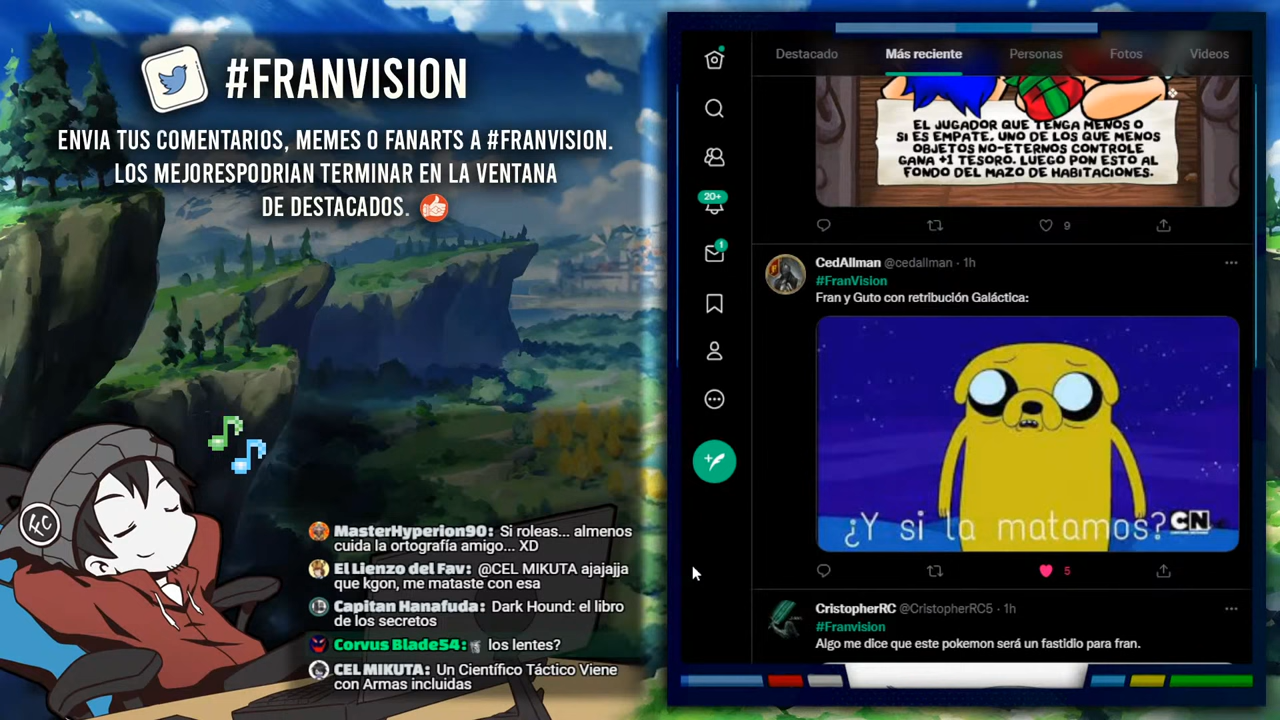 #FRANVISION
ENVIA TUS COMENTARIOS, MEMES O FANARTS A #FRANVISION.
LOS MEJORESPODRIAN TERMINAR EN LA VENTANA
DE DESTACADOS.
MasterHyperion90: Si roleas... almenos
cuida la ortografía amigo... XD
El Lienzo del Fav: @CEL MIKUTA ajajajja
que kgon, me mataste con esa
Capitan Hanafuda: Dark Hound: el libro
de los secretos
Corvus Blade54: los lentes?
CEL MIKUTA: Un Científico Táctico Viene
con Armas incluidas
Destacado Más reciente Personas Fotos Videos
20+
1
EL JUGADOR QUE TENGA MENOS O
SI ES EMPATE, UNO DE LOS QUE MENOS
OBJETOS NO-ETERNOS CONTROLE
GANA +1 TESORO. LUEGO PON ESTO AL
FONDO DEL MAZO DE HABITACIONES.
9
CedAllman @cedallman · 1h
#FranVision
Fran y Guto con retribución Galáctica:
¿Y si la matamos?
CN
5
CristopherRC @CristopherRC5 · 1h
#Franvision
Algo me dice que este pokemon será un fastidio para fran.